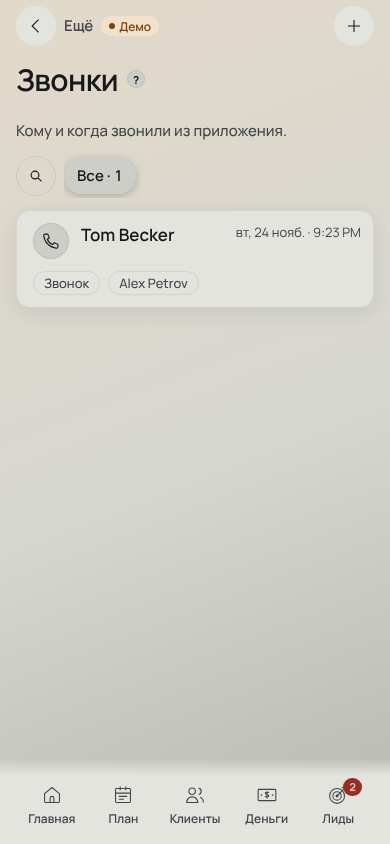 Ещё
Демо
Звонки ?
Кому и когда звонили из приложения.
Все · 1
Tom Becker
вт, 24 нояб. · 9:23 PM
Звонок
Alex Petrov
2
Главная
План
Клиенты
Деньги
Лиды